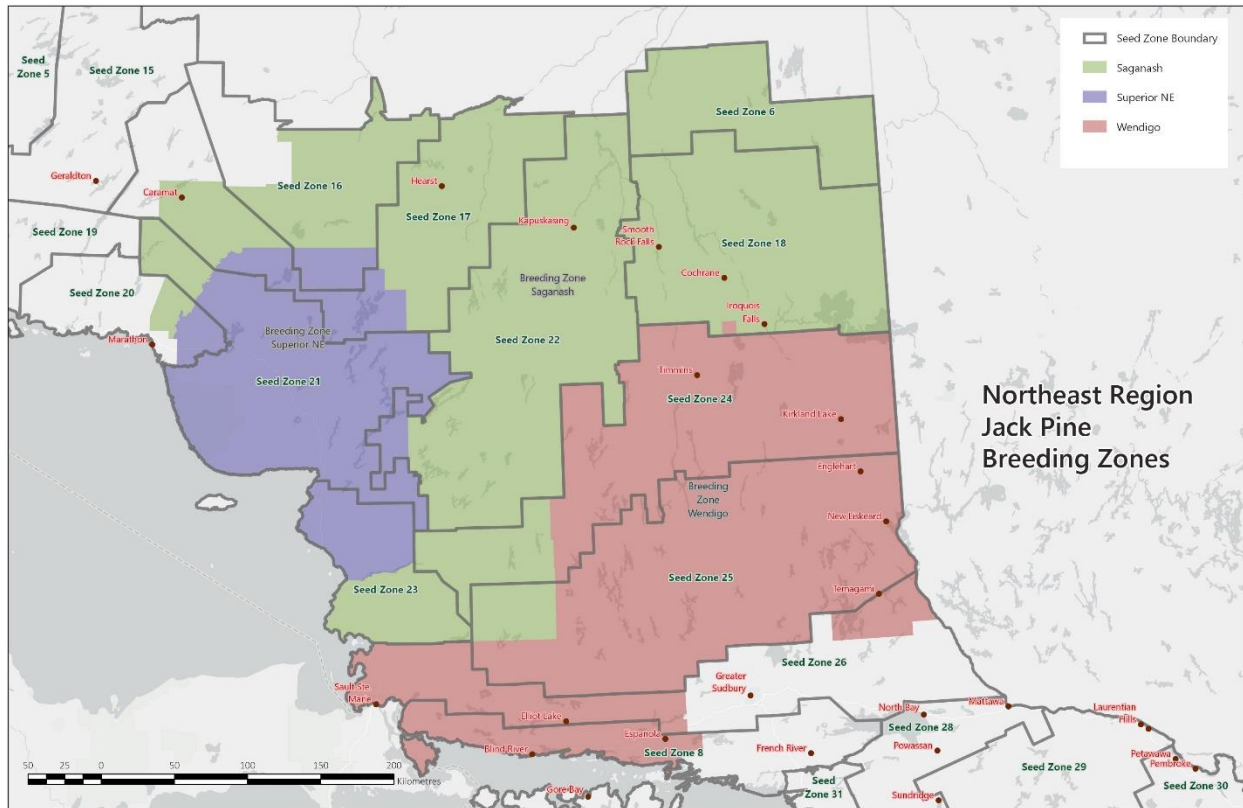 Seed
Zone 5
Seed Zone 15
Seed Zone 6
Seed Zone Boundary
Saganash
Superior NE
Wendigo
Geraldton
Caramat
Seed Zone 16
Hearst
Seed Zone 17
Kapuskasing
Smooth
Rock Falls
Seed Zone 18
Seed Zone 19
Cochrane
Breeding Zone
Saganash
Seed Zone 20
Iroquois
Falls
Marathon
Breeding Zone
Superior NE
Seed Zone 22
Seed Zone 21
Timmins
Seed Zone 24
Kirkland Lake
Northeast Region
Jack Pine
Breeding Zones
Englehart
Breeding
Zone
Wendigo
New Liskeard
Seed Zone 25
Seed Zone 23
Temagami
Seed Zone 26
Greater
Sudbury
Sault Ste.
Marie
Elliot Lake
North Bay
Mattawa
Laurentian
Hills
Seed Zone 28
Espanola
Blind River
Seed Zone 8
French River
Powassan
Petawawa
Pembroke
Seed Zone 29
50 25 0 50 100 150 200
Kilometres
Gore Bay
Seed
Zone 31
Sundridge
Seed Zone 30